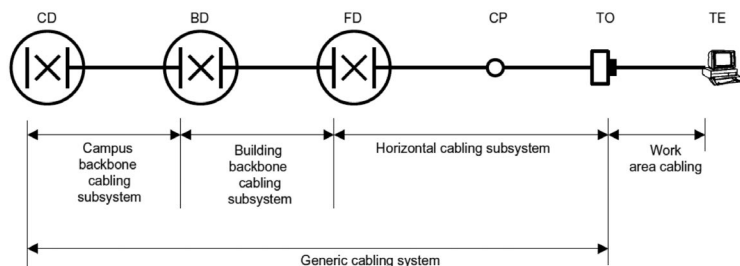 CD BD FD CP TO TE
Campus
backbone
cabling
subsystem
Building
backbone
cabling
subsystem
Horizontal cabling subsystem
Work
area cabling
Generic cabling system